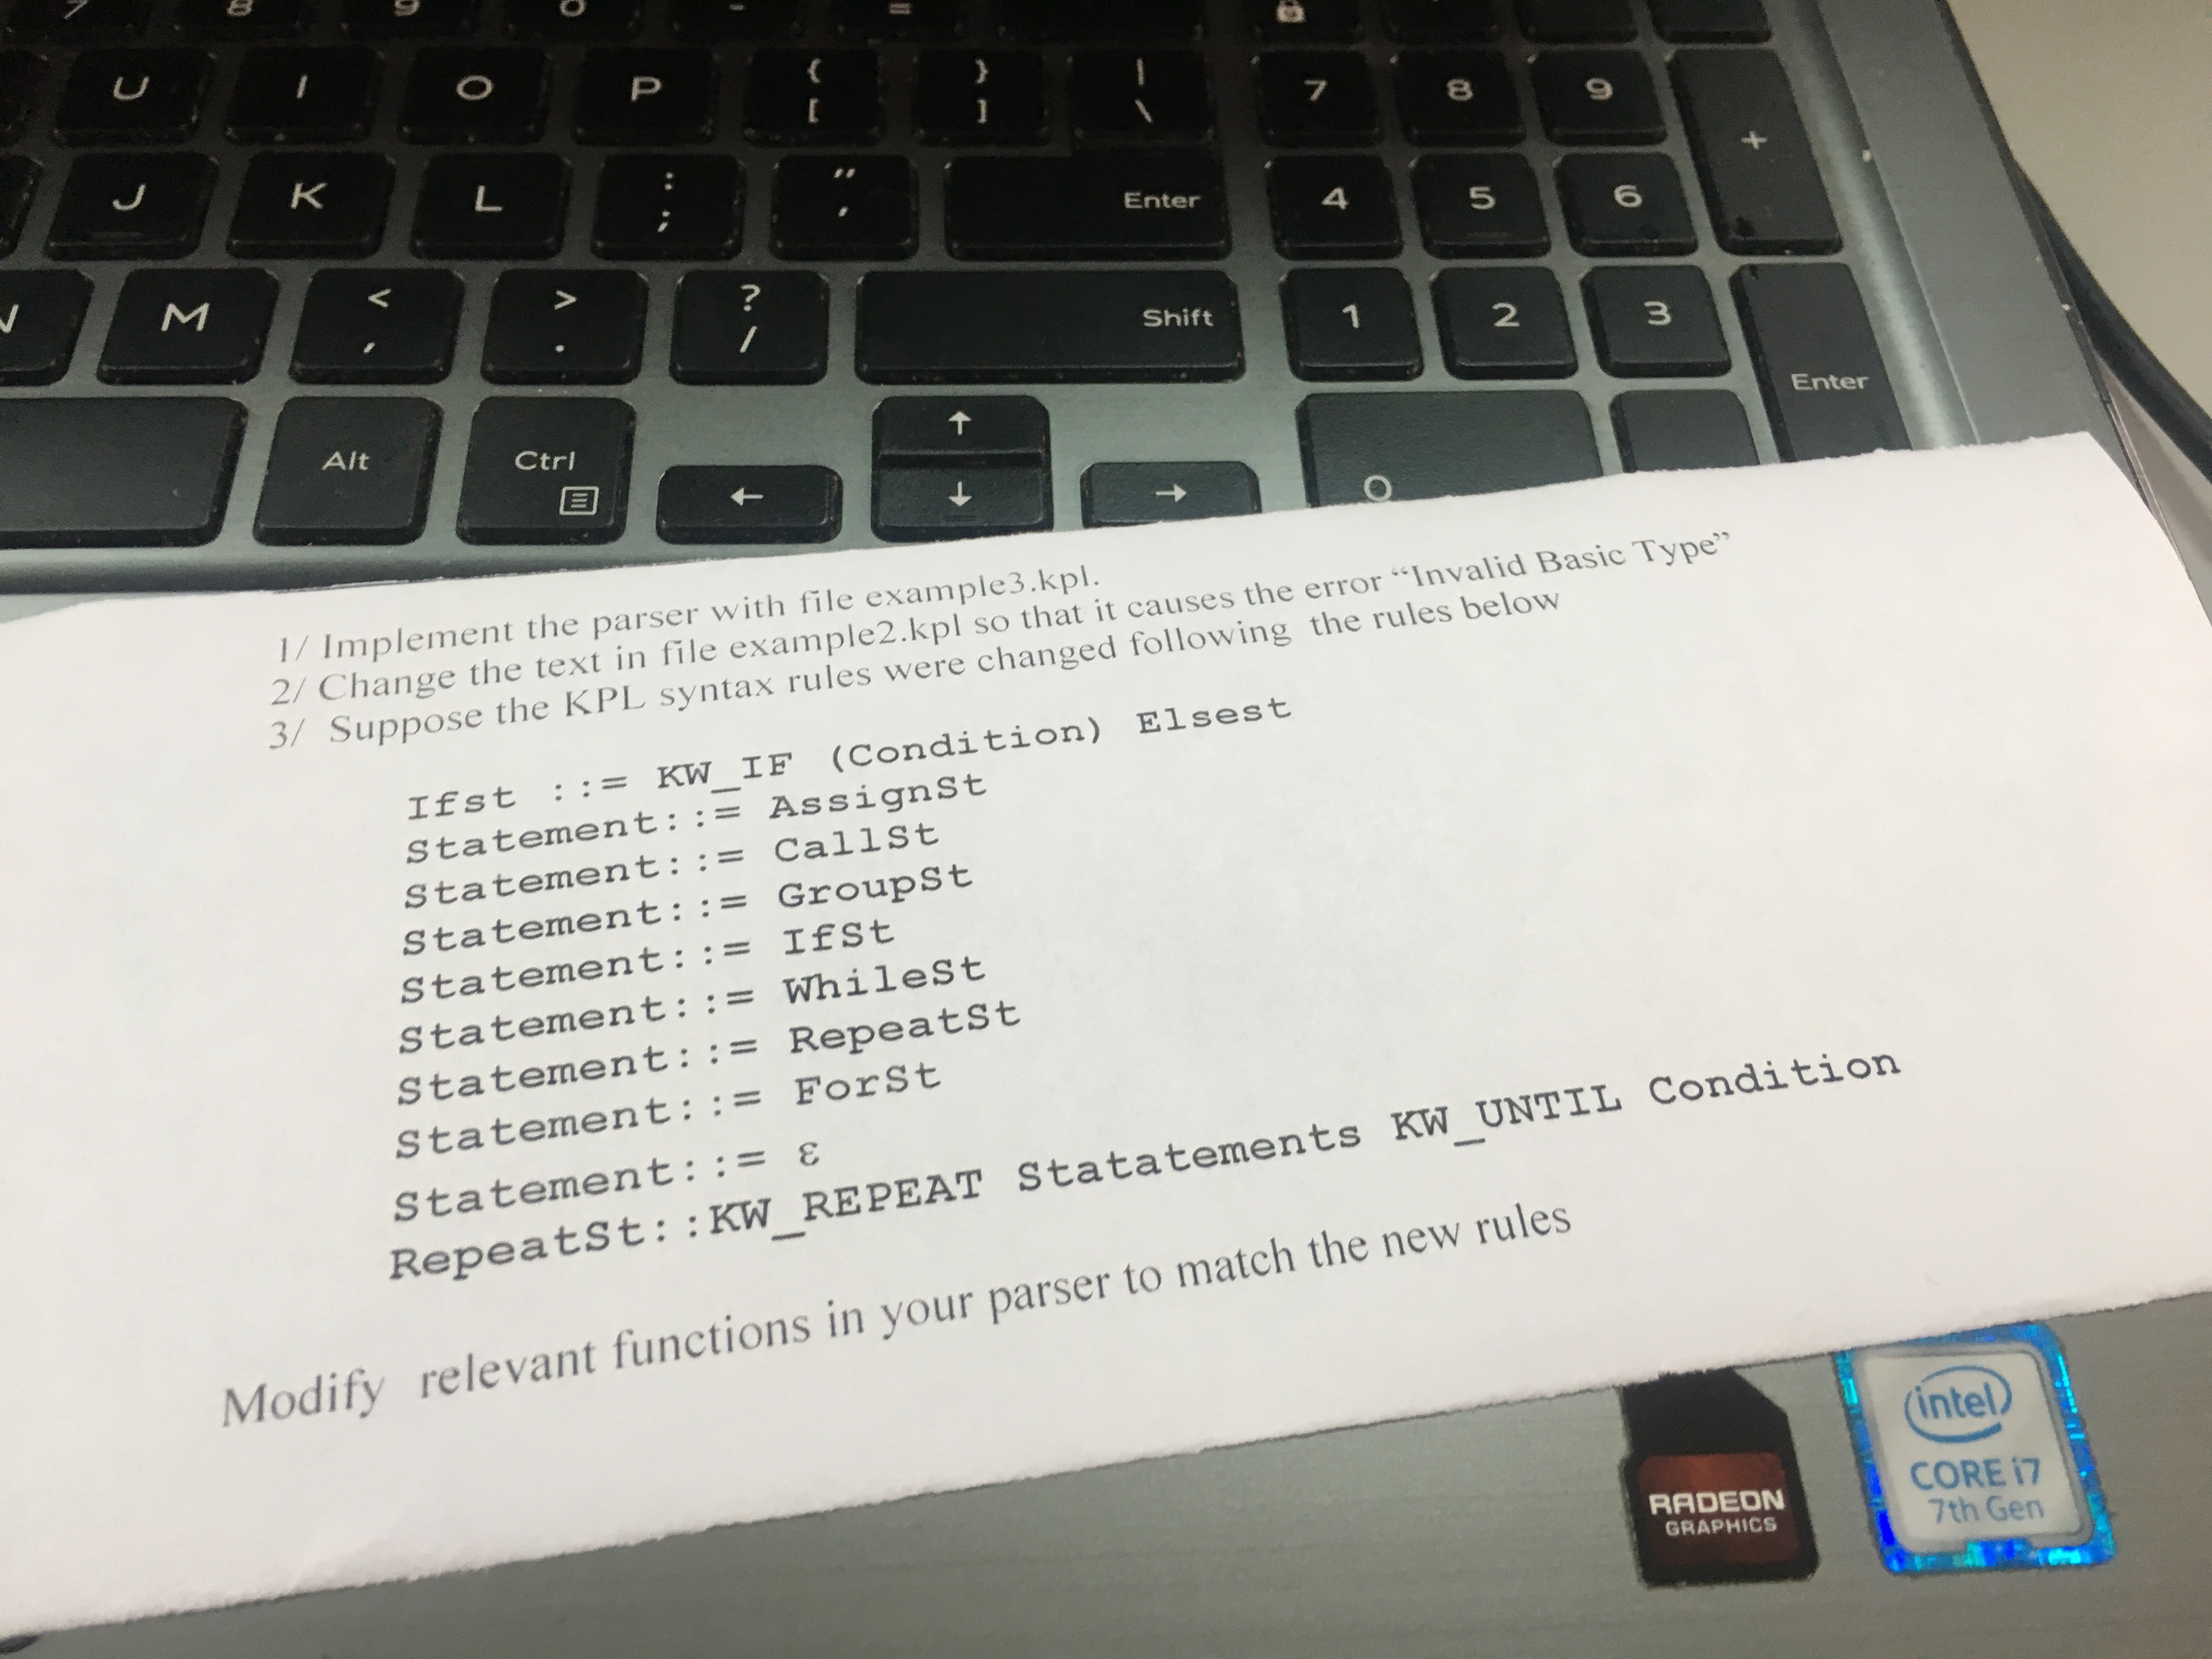 7 8 9 0 - =
U I O P { [ } ] | \ 7 8 9 +
J K L : ; " ' Enter 4 5 6
M < , > . ? / Shift 1 2 3 Enter
Alt Ctrl ← ↑ ↓ → 0
1/ Implement the parser with file example3.kpl.
2/ Change the text in file example2.kpl so that it causes the error “Invalid Basic Type”
3/ Suppose the KPL syntax rules were changed following the rules below
Ifst ::= KW_IF (Condition) Elsest
Statement::= AssignSt
Statement::= CallSt
Statement::= GroupSt
Statement::= IfSt
Statement::= WhileSt
Statement::= RepeatSt
Statement::= ForSt
Statement::= ε
RepeatSt::KW_REPEAT Statatements KW_UNTIL Condition
Modify relevant functions in your parser to match the new rules
RADEON
GRAPHICS
intel
CORE i7
7th Gen